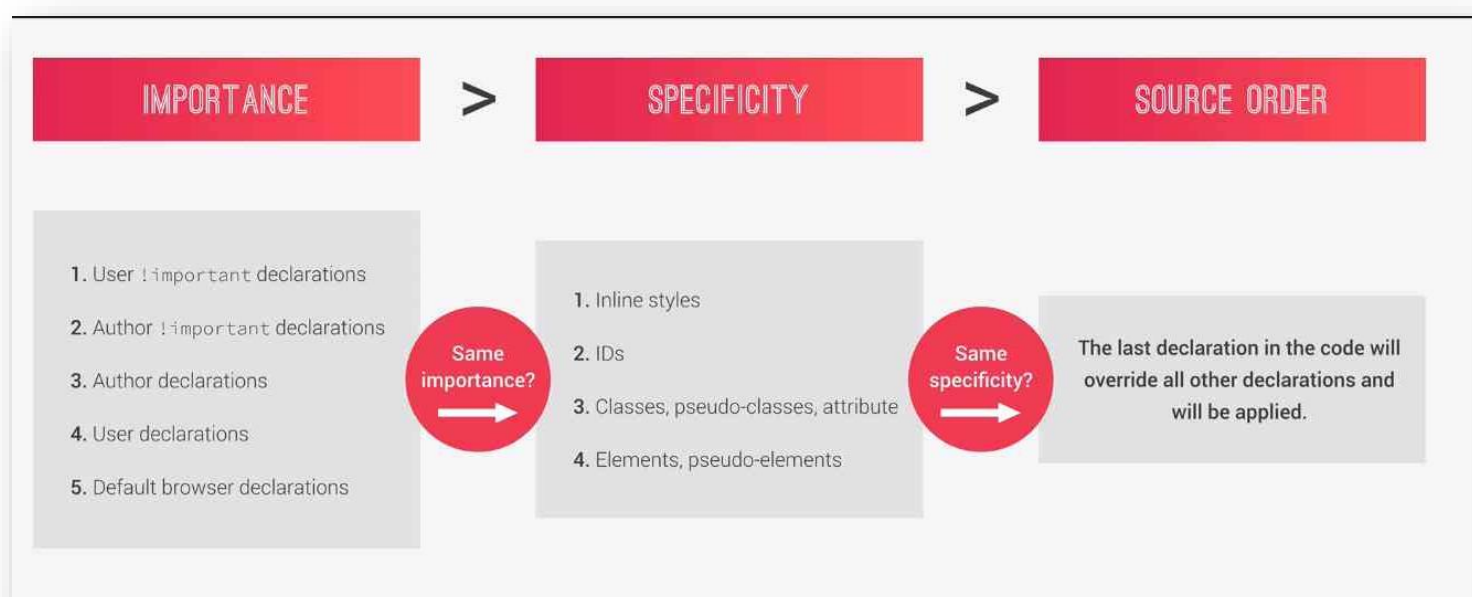 IMPORTANCE
>
SPECIFICITY
>
SOURCE ORDER
1. User !important declarations
2. Author !important declarations
3. Author declarations
4. User declarations
5. Default browser declarations
Same
importance?
1. Inline styles
2. IDs
3. Classes, pseudo-classes, attribute
4. Elements, pseudo-elements
Same
specificity?
The last declaration in the code will
override all other declarations and
will be applied.